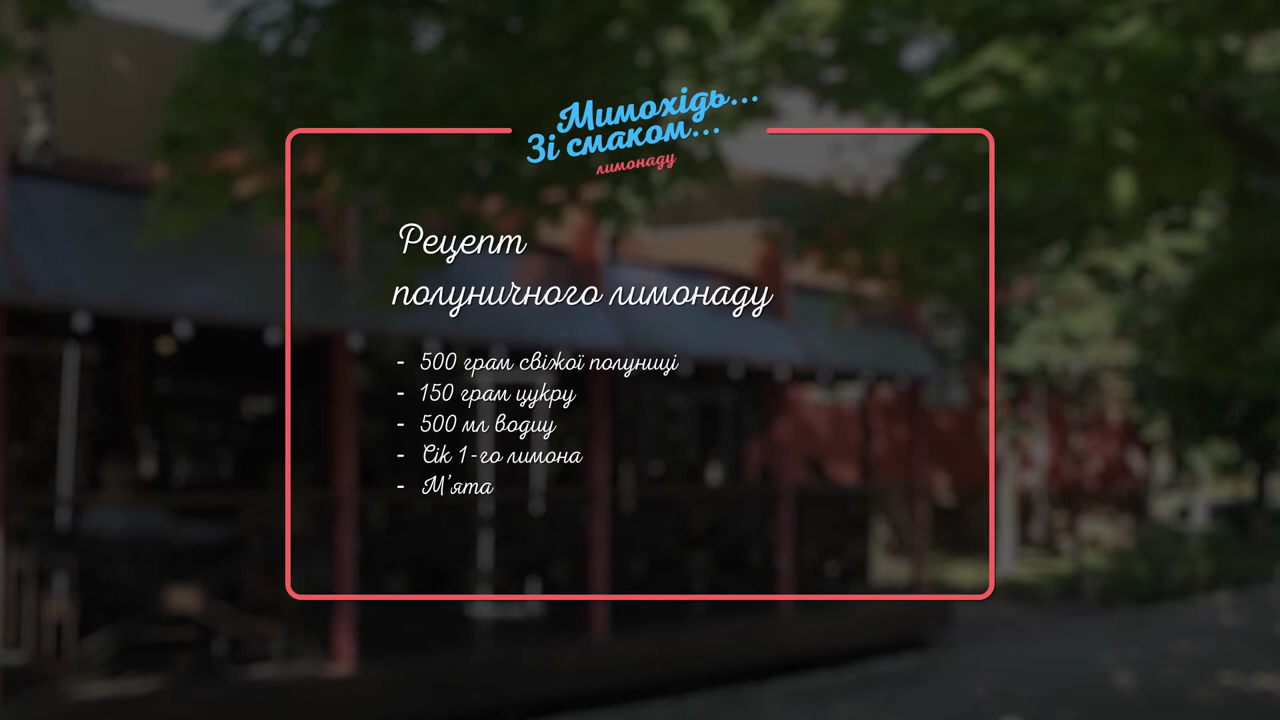 Мимохідь...
Зі смаком...
лимонаду
Рецепт
полуничного лимонаду
- 500 грам свіжої полуниці
- 150 грам цукру
- 500 мл водиу
- Сік 1-го лимона
- М'ята